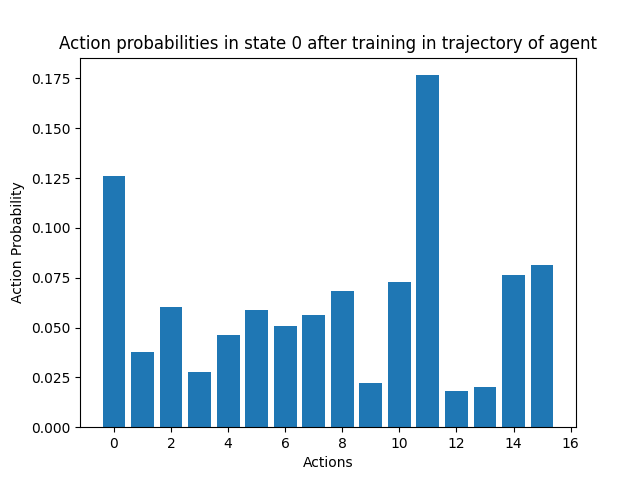 Action probabilities in state 0 after training in trajectory of agent
0.175
0.150
0.125
0.100
0.075
0.050
0.025
0.000
Action Probability
0 2 4 6 8 10 12 14 16
Actions